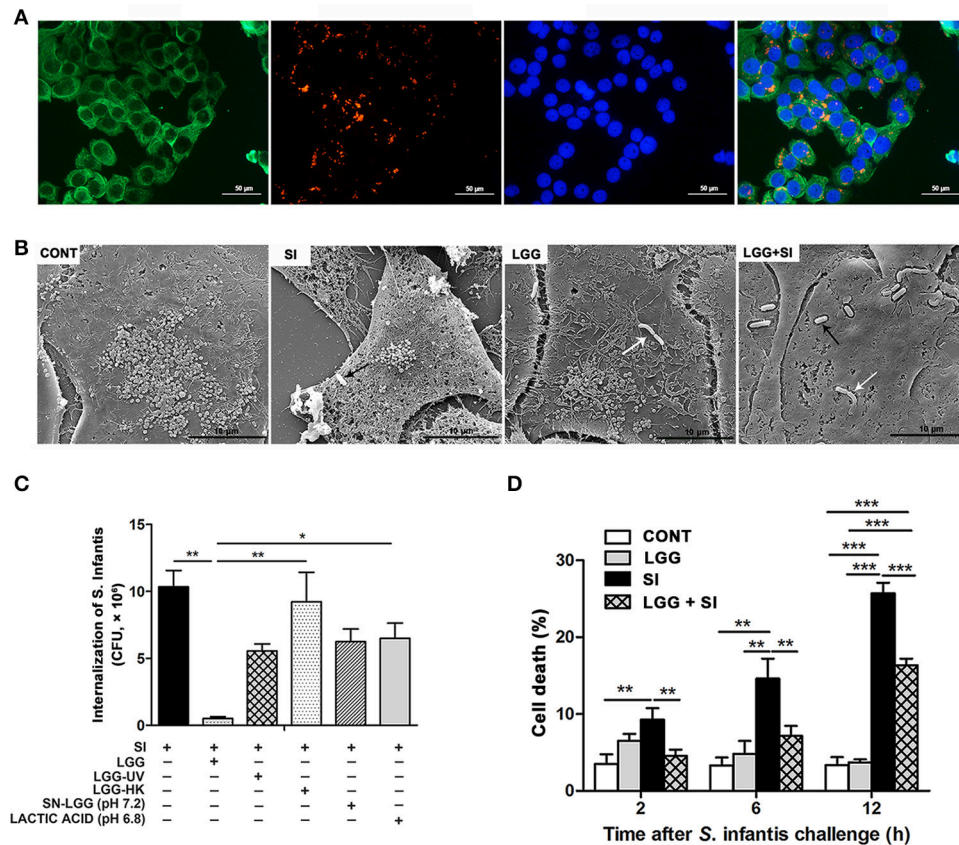 A
50 µm
50 µm
50 µm
50 µm
B
CONT
SI
LGG
LGG+SI
10 µm
10 µm
10 µm
10 µm
C
Internalization of S. Infantis
(CFU, × 10⁶)
15
10
5
0
**
**
*
SI + + + + + +
LGG – + – – – –
LGG-UV – – + – – –
LGG-HK – – – + – –
SN-LGG (pH 7.2) – – – – + –
LACTIC ACID (pH 6.8) – – – – – +
D
CONT
LGG
SI
LGG + SI
Cell death (%)
30
20
10
0
** **
**
** **
***
***
***
*** ***
2 6 12
Time after S. infantis challenge (h)